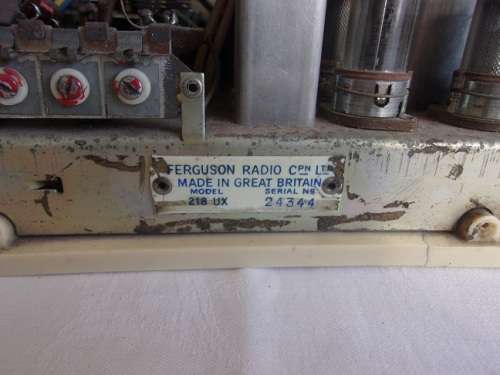 FERGUSON RADIO CPN LTD
MADE IN GREAT BRITAIN
MODEL SERIAL NO
218 UX 24344